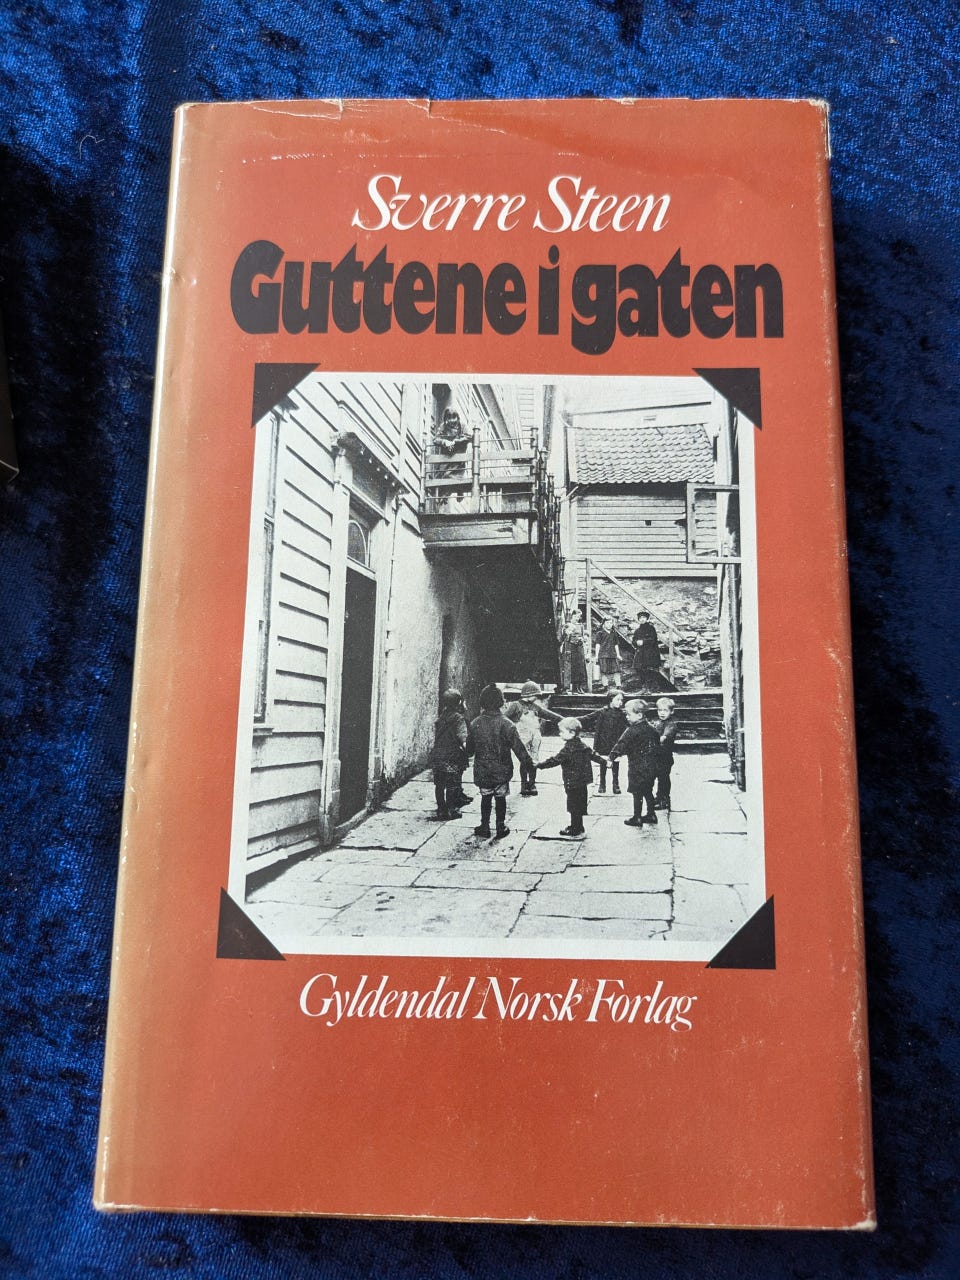 Sverre Steen
Guttene i gaten
Gyldendal Norsk Forlag